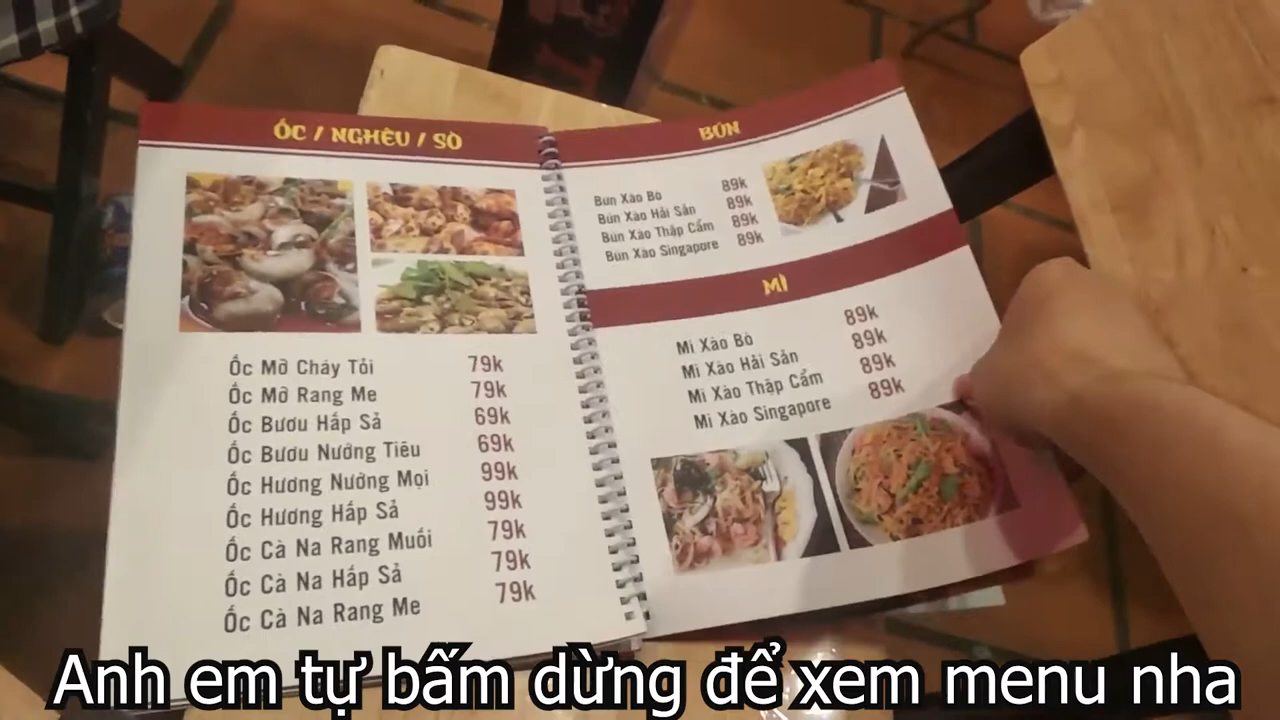 ỐC / NGHÊU / SÒ
Ốc Mỡ Cháy Tỏi 79k
Ốc Mỡ Rang Me 79k
Ốc Bươu Hấp Sả 69k
Ốc Bươu Nướng Tiêu 69k
Ốc Hương Nướng Mọi 99k
Ốc Hương Hấp Sả 99k
Ốc Cà Na Rang Muối 79k
Ốc Cà Na Hấp Sả 79k
Ốc Cà Na Rang Me 79k
BÚN
Bún Xào Bò 89k
Bún Xào Hải Sản 89k
Bún Xào Thập Cẩm 89k
Bún Xào Singapore 89k
MÌ
Mì Xào Bò 89k
Mì Xào Hải Sản 89k
Mì Xào Thập Cẩm 89k
Mì Xào Singapore 89k
Anh em tự bấm dừng để xem menu nha